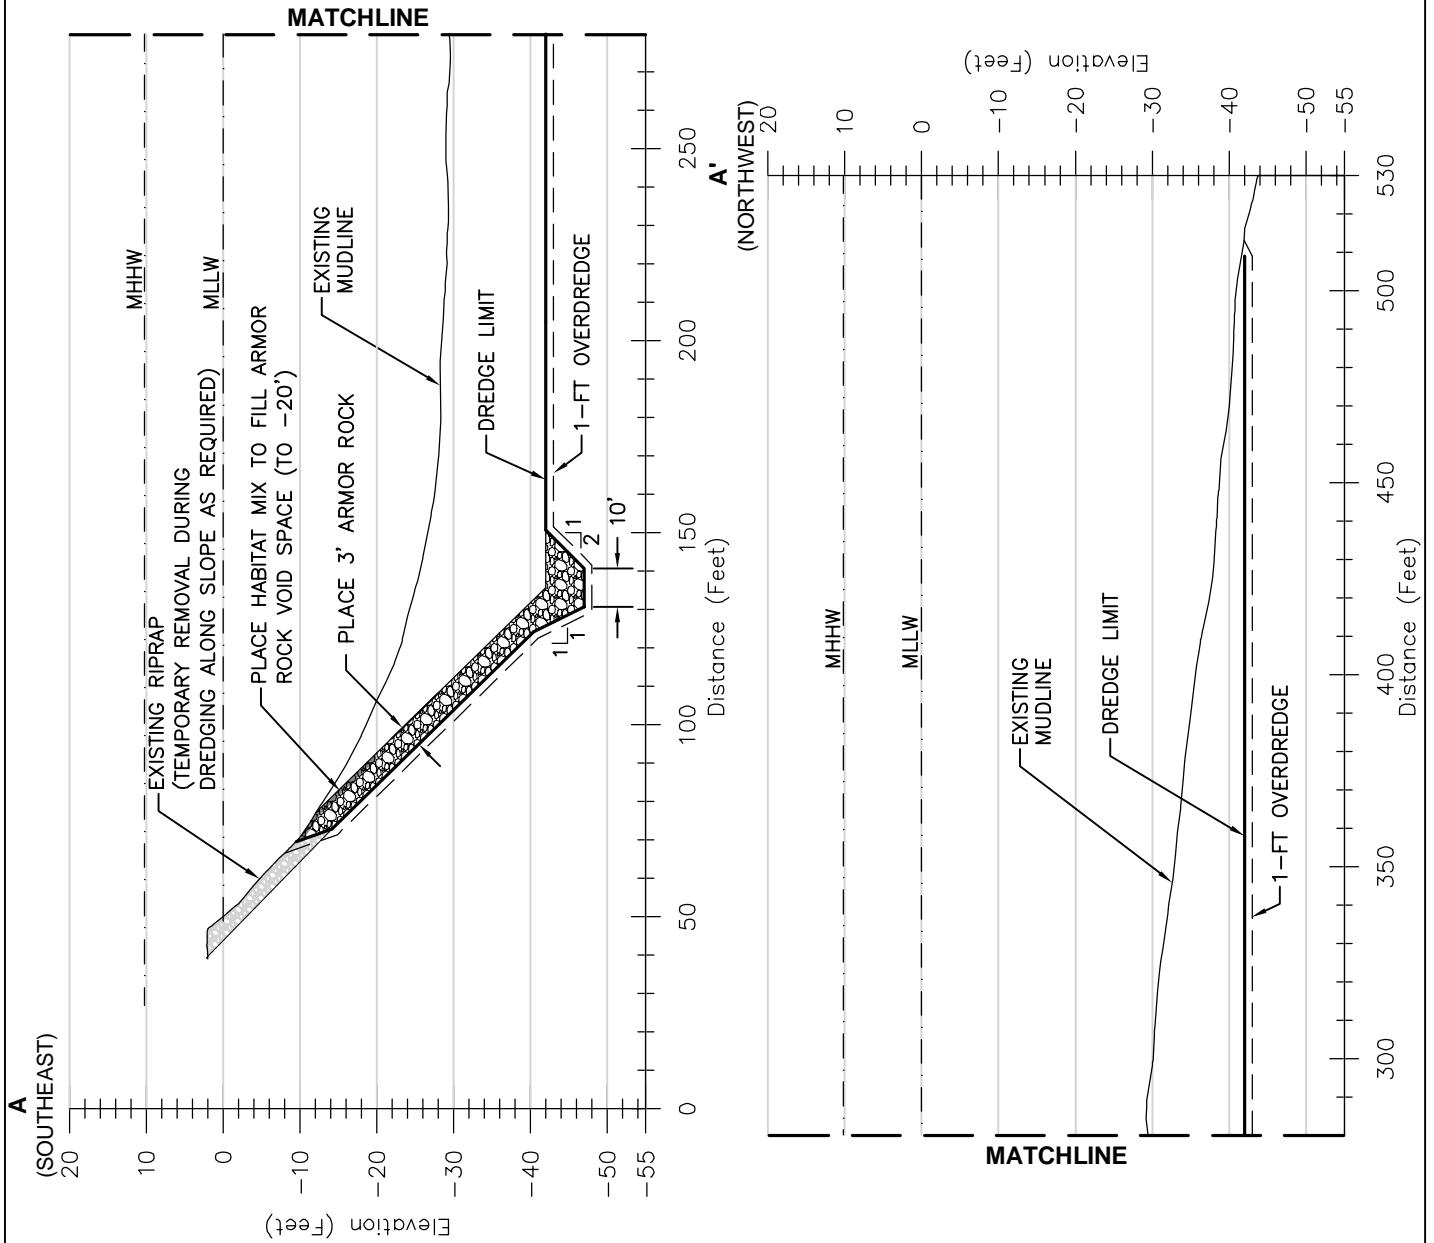 MATCHLINE
A
(SOUTHEAST)
20
10
0
-10
-20
-30
-40
-50
-55
Elevation (Feet)
0
50
100
150
200
250
Distance (Feet)
MHHW
MLLW
EXISTING RIPRAP
(TEMPORARY REMOVAL DURING
DREDGING ALONG SLOPE AS REQUIRED)
PLACE HABITAT MIX TO FILL ARMOR
ROCK VOID SPACE (TO -20')
PLACE 3' ARMOR ROCK
EXISTING
MUDLINE
DREDGE LIMIT
1-FT OVERDREDGE
1
1
1
2
10'
A'
(NORTHWEST)
20
10
0
-10
-20
-30
-40
-50
-55
Elevation (Feet)
MHHW
MLLW
EXISTING
MUDLINE
DREDGE LIMIT
1-FT OVERDREDGE
300
350
400
450
500
530
Distance (Feet)
MATCHLINE